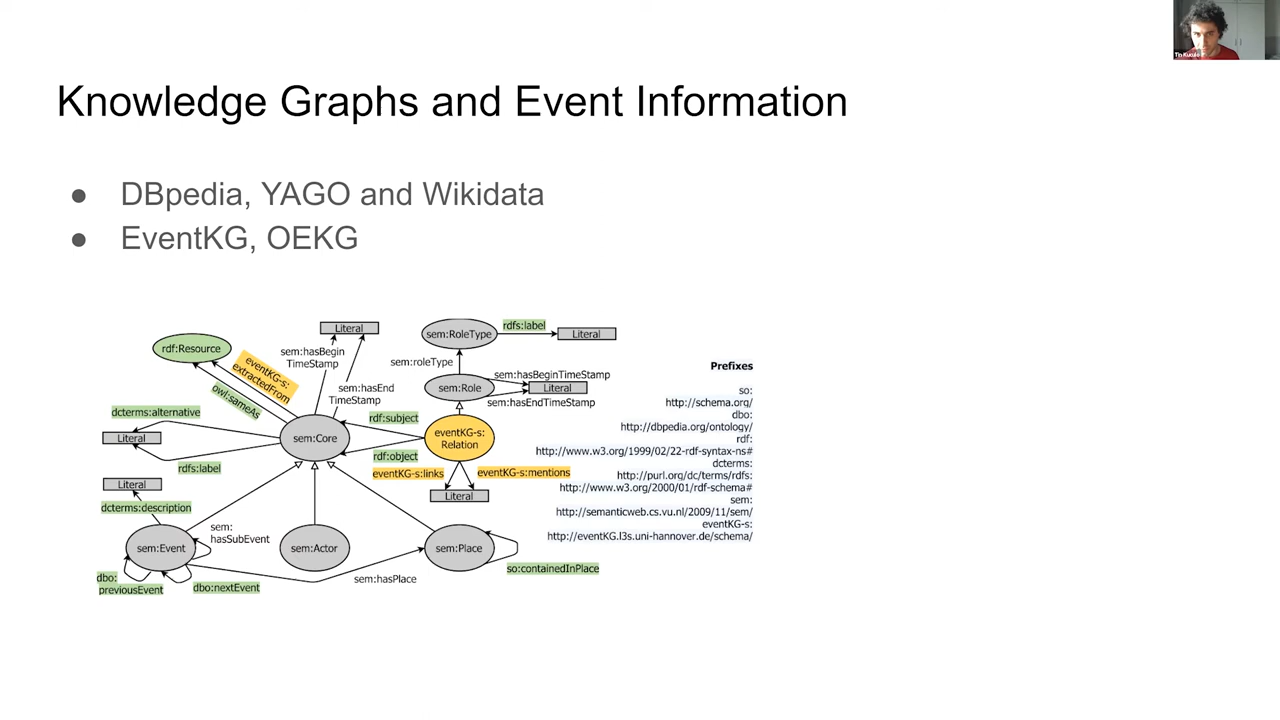 Knowledge Graphs and Event Information
● DBpedia, YAGO and Wikidata
● EventKG, OEKG
Literal
sem:RoleType
rdfs:label
Literal
rdf:Resource
sem:hasBegin
TimeStamp
sem:roleType
eventKG-s:
extractedFrom
owl:sameAs
sem:hasEnd
TimeStamp
sem:Role
sem:hasBeginTimeStamp
Literal
sem:hasEndTimeStamp
dcterms:alternative
Literal
rdfs:label
sem:Core
rdf:subject
rdf:object
eventKG-s:
Relation
eventKG-s:links
eventKG-s:mentions
Literal
Literal
dcterms:description
sem:
hasSubEvent
sem:Event
sem:Actor
sem:Place
dbo:
previousEvent
dbo:nextEvent
sem:hasPlace
so:containedInPlace
Prefixes
so:
http://schema.org/
dbo:
http://dbpedia.org/ontology/
rdf:
http://www.w3.org/1999/02/22-rdf-syntax-ns#
dcterms:
http://purl.org/dc/terms/rdfs:
http://www.w3.org/2000/01/rdf-schema#
sem:
http://semanticweb.cs.vu.nl/2009/11/sem/
eventKG-s:
http://eventKG.l3s.uni-hannover.de/schema/